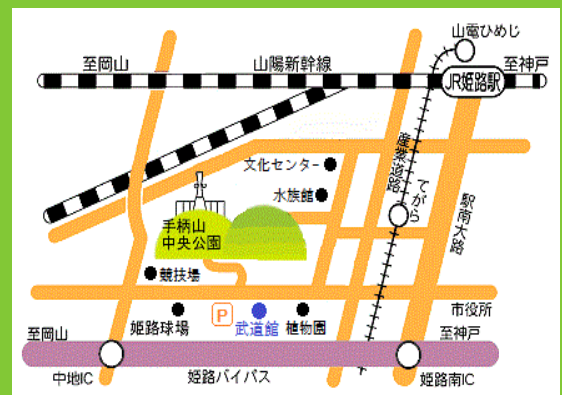 山電ひめじ
至岡山
山陽新幹線
至神戸
JR姫路駅
産業道路
文化センター
水族館
てがら
駅南大路
手柄山
中央公園
競技場
市役所
姫路球場
P
武道館
植物園
至岡山
至神戸
中地IC
姫路バイパス
姫路南IC